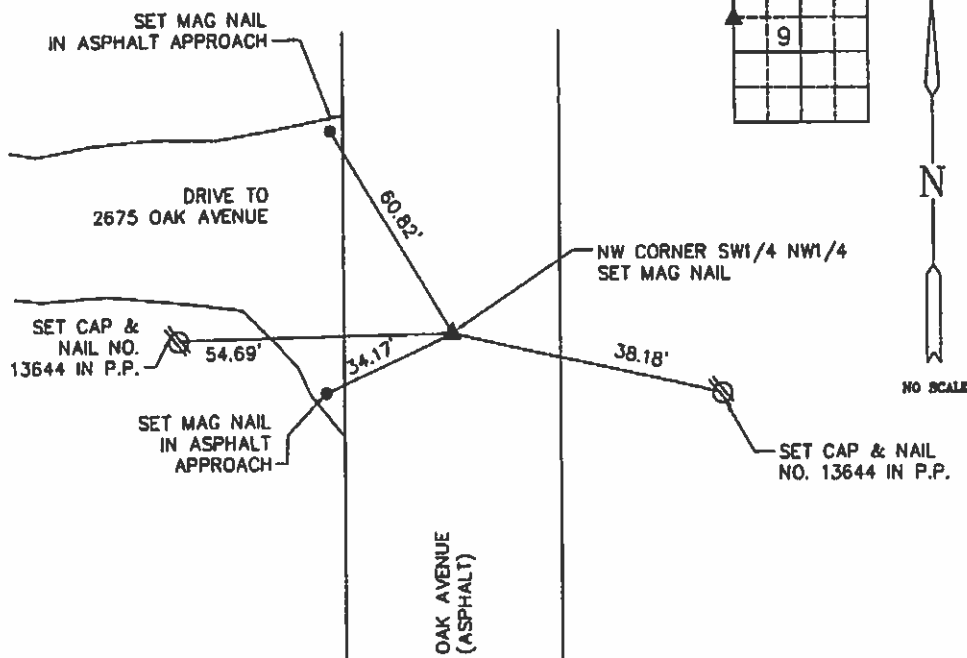 SET MAG NAIL
IN ASPHALT APPROACH
9
N
NO SCALE
DRIVE TO
2675 OAK AVENUE
60.82'
NW CORNER SW1/4 NW1/4
SET MAG NAIL
SET CAP &
NAIL NO.
13644 IN P.P.
54.69'
34.17'
38.18'
SET MAG NAIL
IN ASPHALT
APPROACH
SET CAP & NAIL
NO. 13644 IN P.P.
OAK AVENUE
(ASPHALT)